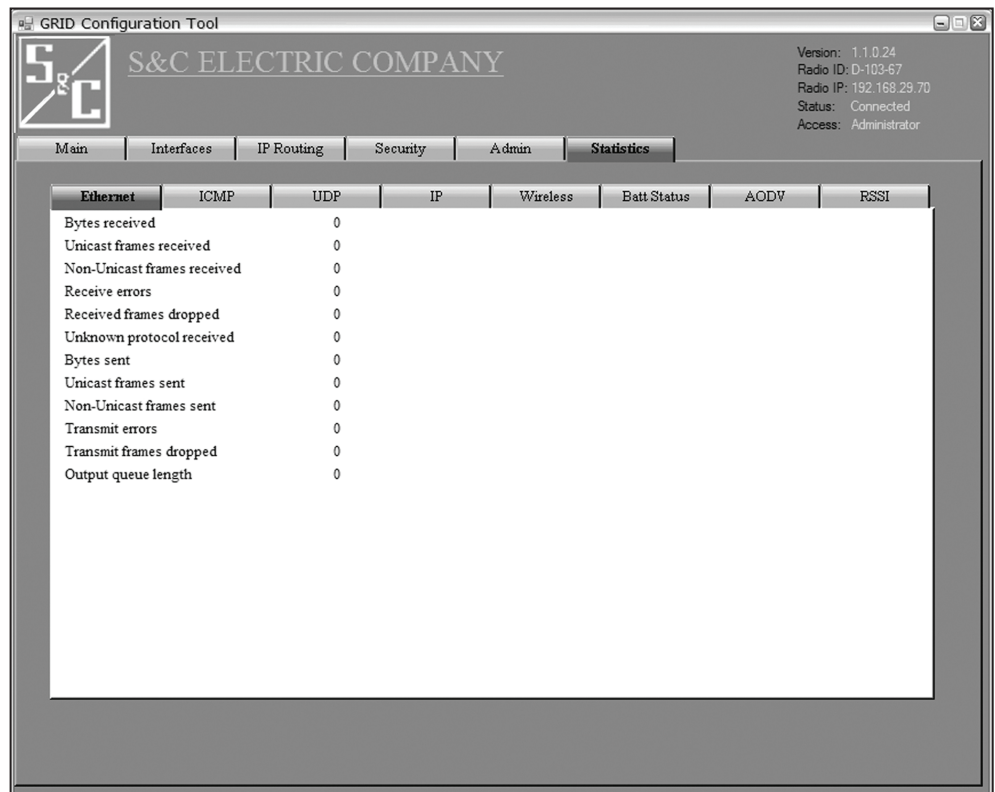 GRID Configuration Tool
S&C
S&C ELECTRIC COMPANY
Version: 1.1.0.24
Radio ID: D-103-67
Radio IP: 192.168.29.70
Status: Connected
Access: Administrator
Main Interfaces IP Routing Security Admin Statistics
Ethernet ICMP UDP IP Wireless Batt Status AODV RSSI
Bytes received 0
Unicast frames received 0
Non-Unicast frames received 0
Receive errors 0
Received frames dropped 0
Unknown protocol received 0
Bytes sent 0
Unicast frames sent 0
Non-Unicast frames sent 0
Transmit errors 0
Transmit frames dropped 0
Output queue length 0